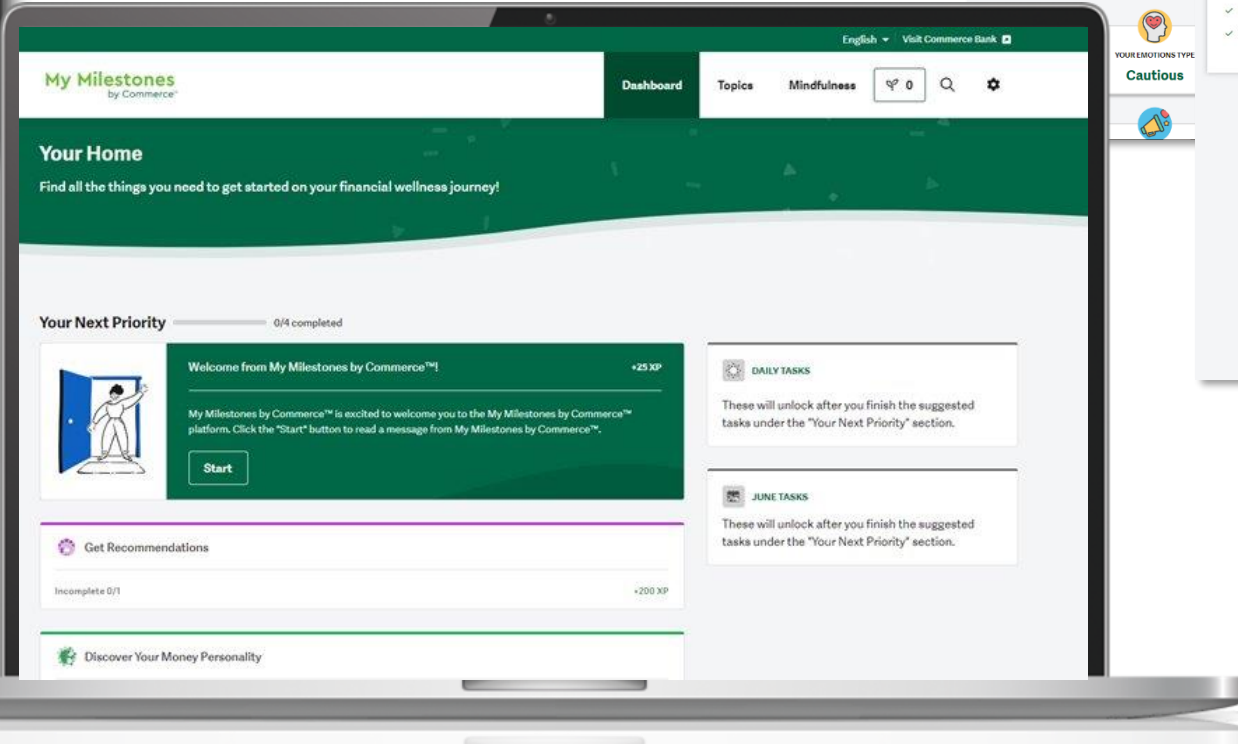 English
Visit Commerce Bank
My Milestones
by Commerce™
Dashboard
Topics
Mindfulness
0
Your Home
Find all the things you need to get started on your financial wellness journey!
Your Next Priority
0/4 completed
Welcome from My Milestones by Commerce™!
+25 XP
My Milestones by Commerce™ is excited to welcome you to the My Milestones by Commerce™
platform. Click the "Start" button to read a message from My Milestones by Commerce™.
Start
Get Recommendations
Incomplete 0/1
+200 XP
Discover Your Money Personality
DAILY TASKS
These will unlock after you finish the suggested
tasks under the "Your Next Priority" section.
JUNE TASKS
These will unlock after you finish the suggested
tasks under the "Your Next Priority" section.
YOUR EMOTIONS TYPE
Cautious